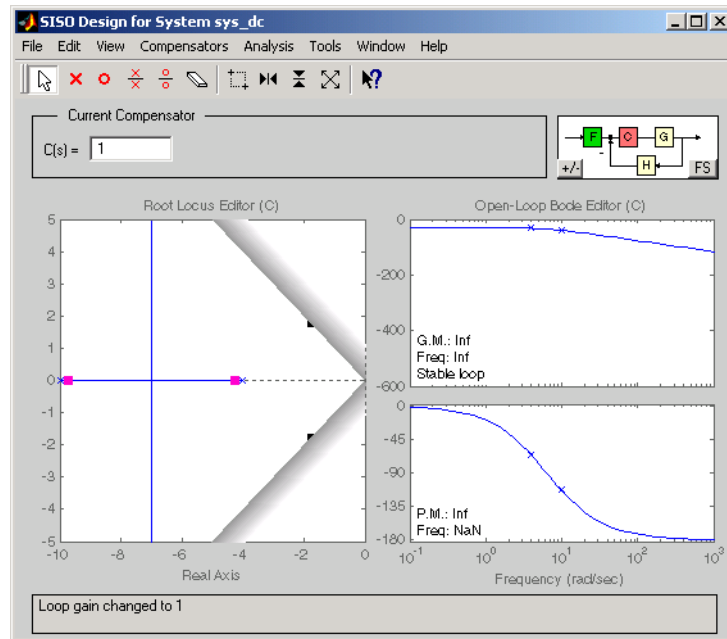 SISO Design for System sys_dc
File Edit View Compensators Analysis Tools Window Help
Current Compensator
C(s) = 1
F C G
H
+/- FS
Root Locus Editor (C)
5
4
3
2
1
0
-1
-2
-3
-4
-5
-10 -8 -6 -4 -2 0
Real Axis
Open-Loop Bode Editor (C)
0
-200
-400
-600
G.M.: Inf
Freq: Inf
Stable loop
0
-45
-90
-135
-180
P.M.: Inf
Freq: NaN
10-1 100 101 102 103
Frequency (rad/sec)
Loop gain changed to 1